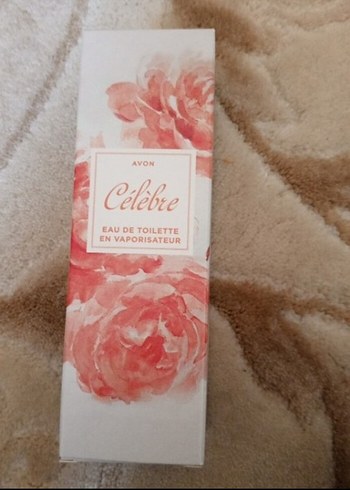 AVON
Célèbre
EAU DE TOILETTE
EN VAPORISATEUR